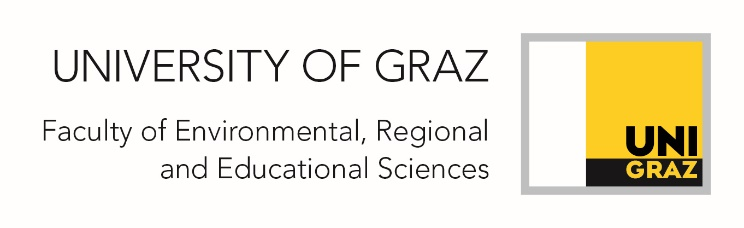 UNIVERSITY OF GRAZ
Faculty of Environmental, Regional
and Educational Sciences
UNI
GRAZ